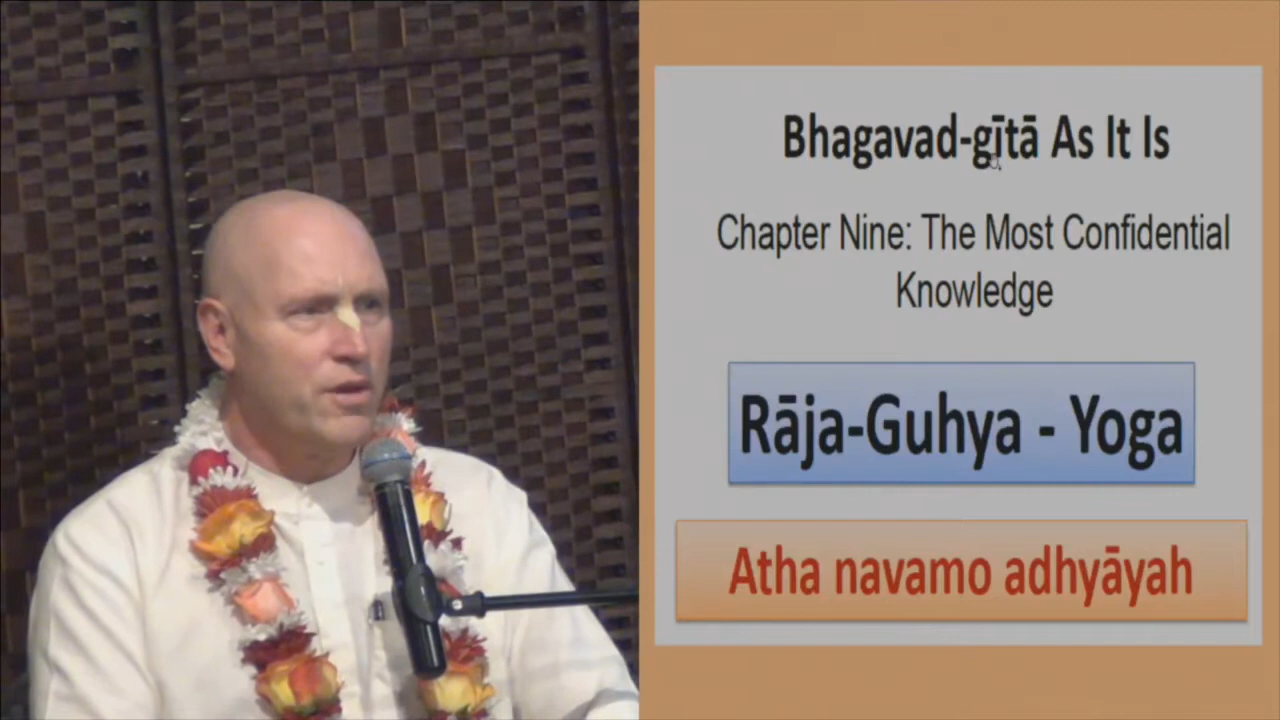 Bhagavad-gītā As It Is
Chapter Nine: The Most Confidential
Knowledge
Rāja-Guhya - Yoga
Atha navamo adhyāyah